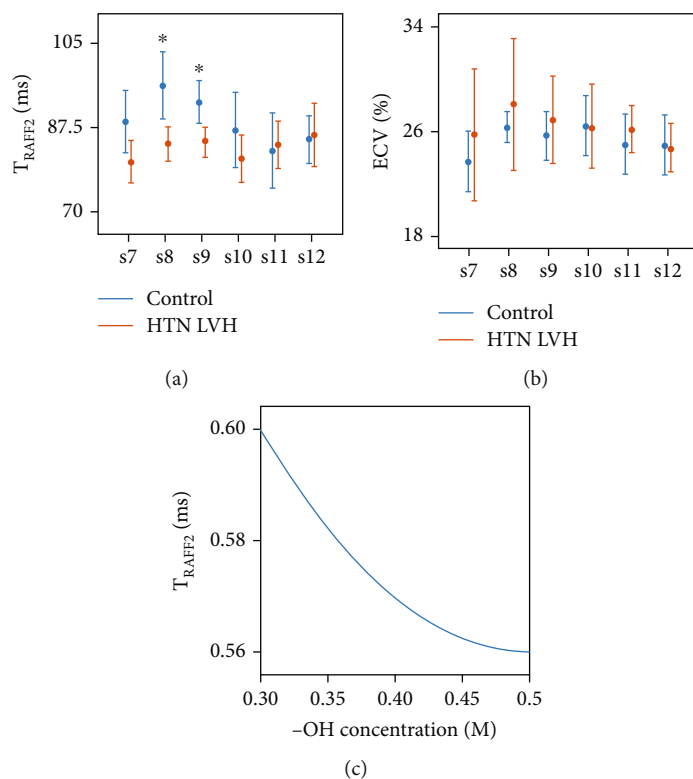 T_RAFF2 (ms)
105
87.5
70
*
*
s7 s8 s9 s10 s11 s12
Control
HTN LVH
(a)
ECV (%)
34
26
18
s7 s8 s9 s10 s11 s12
Control
HTN LVH
(b)
T_RAFF2 (ms)
0.60
0.58
0.56
0.30 0.35 0.40 0.45 0.5
–OH concentration (M)
(c)